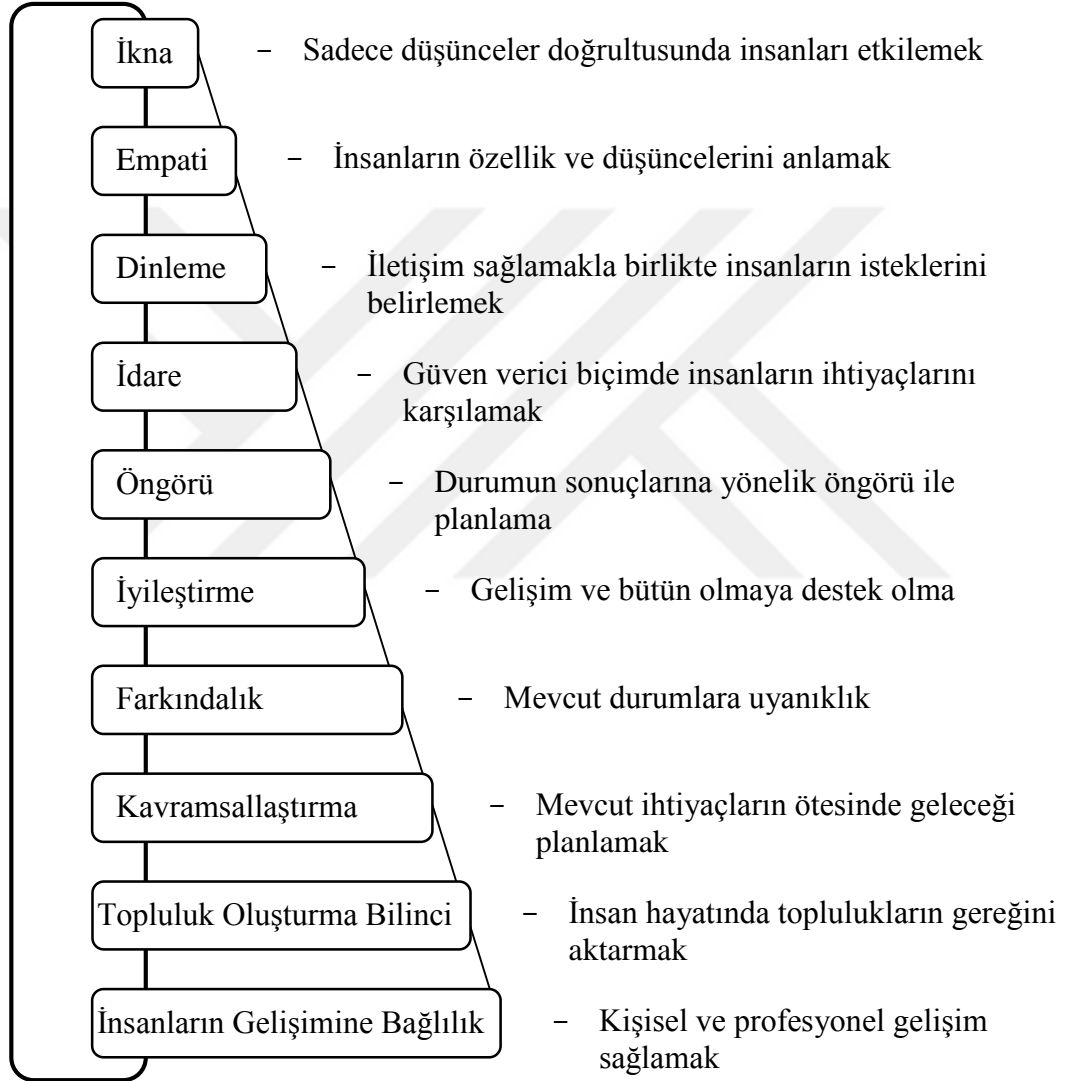 İkna
– Sadece düşünceler doğrultusunda insanları etkilemek
Empati
– İnsanların özellik ve düşüncelerini anlamak
Dinleme
– İletişim sağlamakla birlikte insanların isteklerini
belirlemek
İdare
– Güven verici biçimde insanların ihtiyaçlarını
karşılamak
Öngörü
– Durumun sonuçlarına yönelik öngörü ile
planlama
İyileştirme
– Gelişim ve bütün olmaya destek olma
Farkındalık
– Mevcut durumlara uyanıklık
Kavramsallaştırma
– Mevcut ihtiyaçların ötesinde geleceği
planlamak
Topluluk Oluşturma Bilinci
– İnsan hayatında toplulukların gereğini
aktarmak
İnsanların Gelişimine Bağlılık
– Kişisel ve profesyonel gelişim
sağlamak